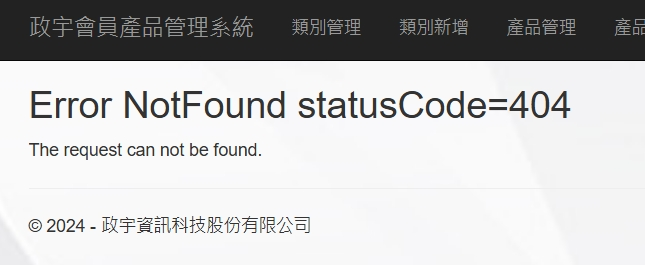 政宇會員產品管理系統 類別管理 類別新增 產品管理 產品
Error NotFound statusCode=404
The request can not be found.
© 2024 - 政宇資訊科技股份有限公司